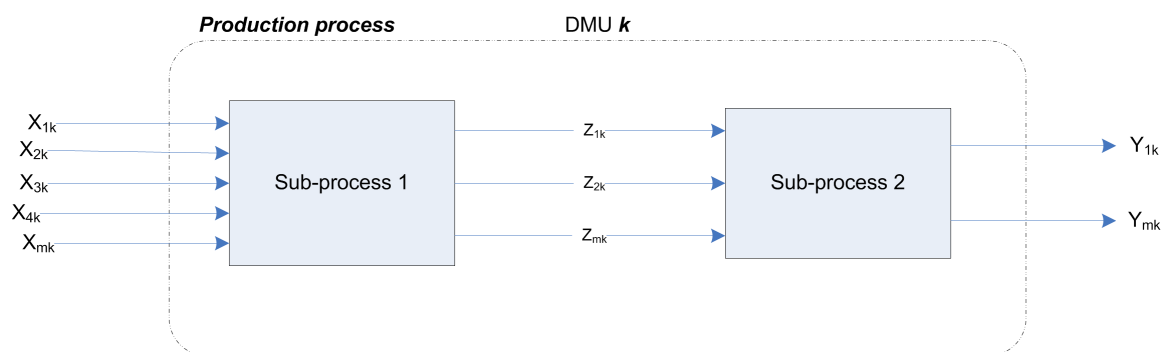 Production process
DMU k
X1k
X2k
X3k
X4k
Xmk
Sub-process 1
Z1k
Z2k
Zmk
Sub-process 2
Y1k
Ymk